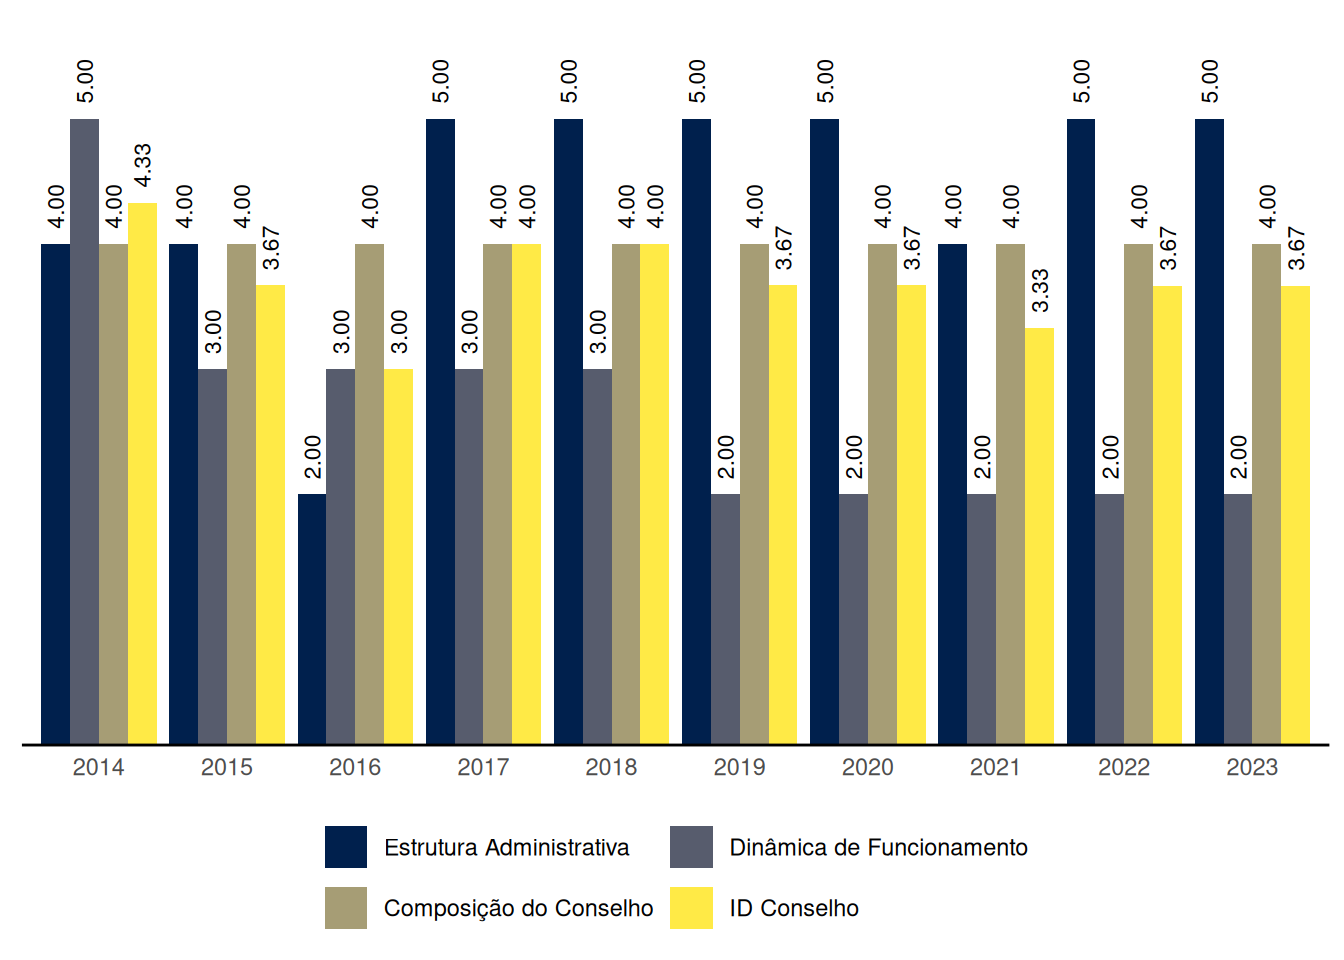 4.00 5.00 4.00 4.33 4.00 3.00 4.00 3.67 2.00 3.00 4.00 3.00 5.00 3.00 4.00 4.00 5.00 3.00 4.00 4.00 5.00 2.00 4.00 3.67 5.00 2.00 4.00 3.67 4.00 2.00 4.00 3.33 5.00 2.00 4.00 3.67 5.00 2.00 4.00 3.67
2014 2015 2016 2017 2018 2019 2020 2021 2022 2023
Estrutura Administrativa Dinâmica de Funcionamento
Composição do Conselho ID Conselho